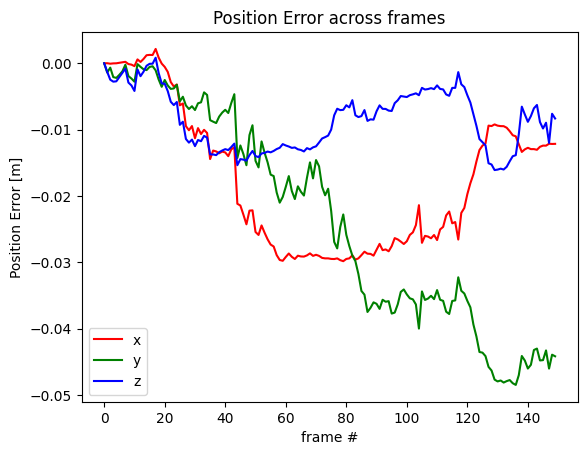 Position Error across frames
Position Error [m]
0.00
−0.01
−0.02
−0.03
−0.04
−0.05
x
y
z
0 20 40 60 80 100 120 140
frame #